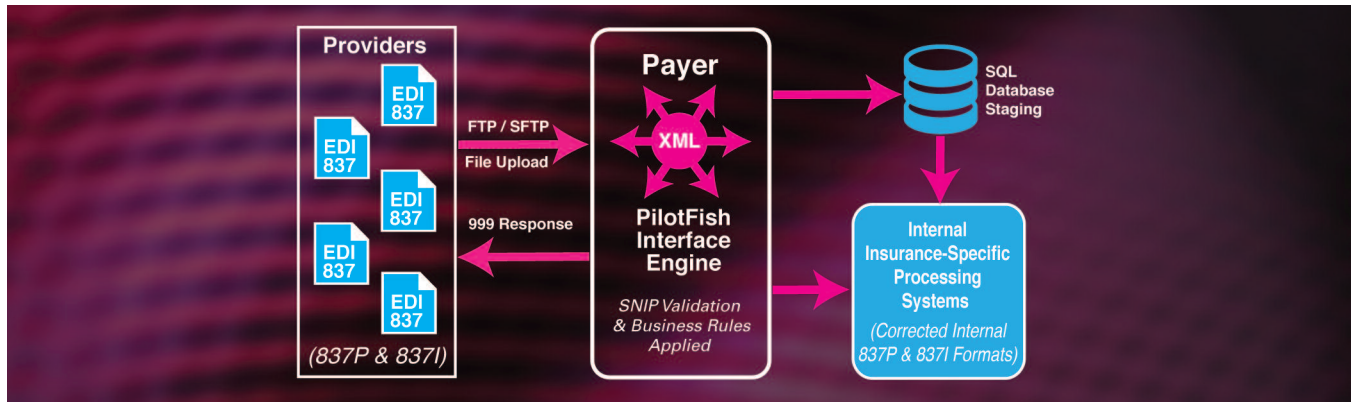 Providers
EDI
837
EDI
837
EDI
837
EDI
837
EDI
837
(837P & 837I)
FTP / SFTP
File Upload
999 Response
Payer
XML
PilotFish
Interface
Engine
SNIP Validation
& Business Rules
Applied
SQL
Database
Staging
Internal
Insurance-Specific
Processing
Systems
(Corrected Internal
837P & 837I Formats)